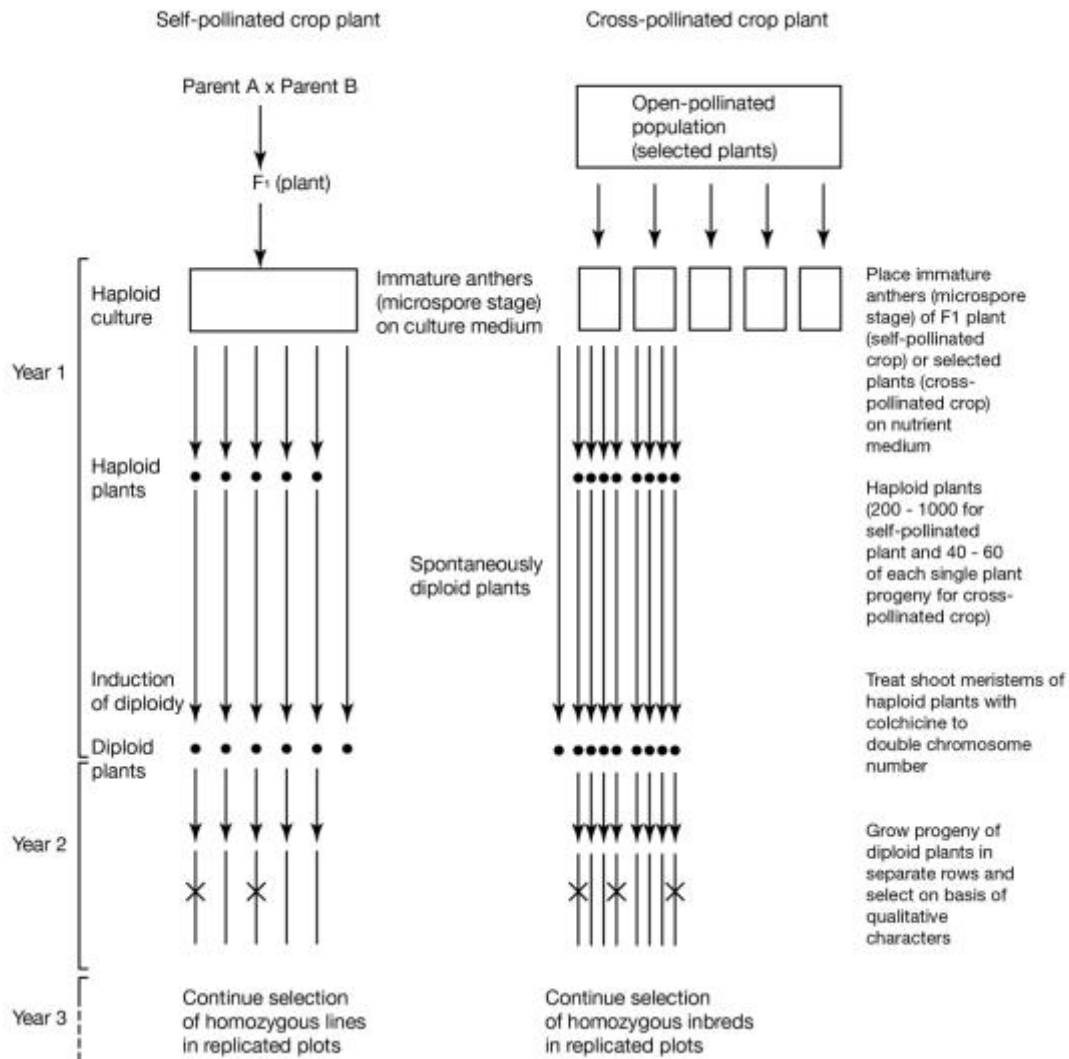 Self-pollinated crop plant
Cross-pollinated crop plant
Parent A x Parent B
F1 (plant)
Open-pollinated
population
(selected plants)
Year 1
Haploid
culture
Immature anthers
(microspore stage)
on culture medium
Place immature
anthers (microspore
stage) of F1 plant
(self-pollinated
crop) or selected
plants (cross-
pollinated crop)
on nutrient
medium
Haploid
plants
Haploid plants
(200 - 1000 for
self-pollinated
plant and 40 - 60
of each single plant
progeny for cross-
pollinated crop)
Spontaneously
diploid plants
Induction
of diploidy
Treat shoot meristems of
haploid plants with
colchicine to
double chromosome
number
Diploid
plants
Year 2
Grow progeny of
diploid plants in
separate rows and
select on basis of
qualitative
characters
Year 3
Continue selection
of homozygous lines
in replicated plots
Continue selection
of homozygous inbreds
in replicated plots